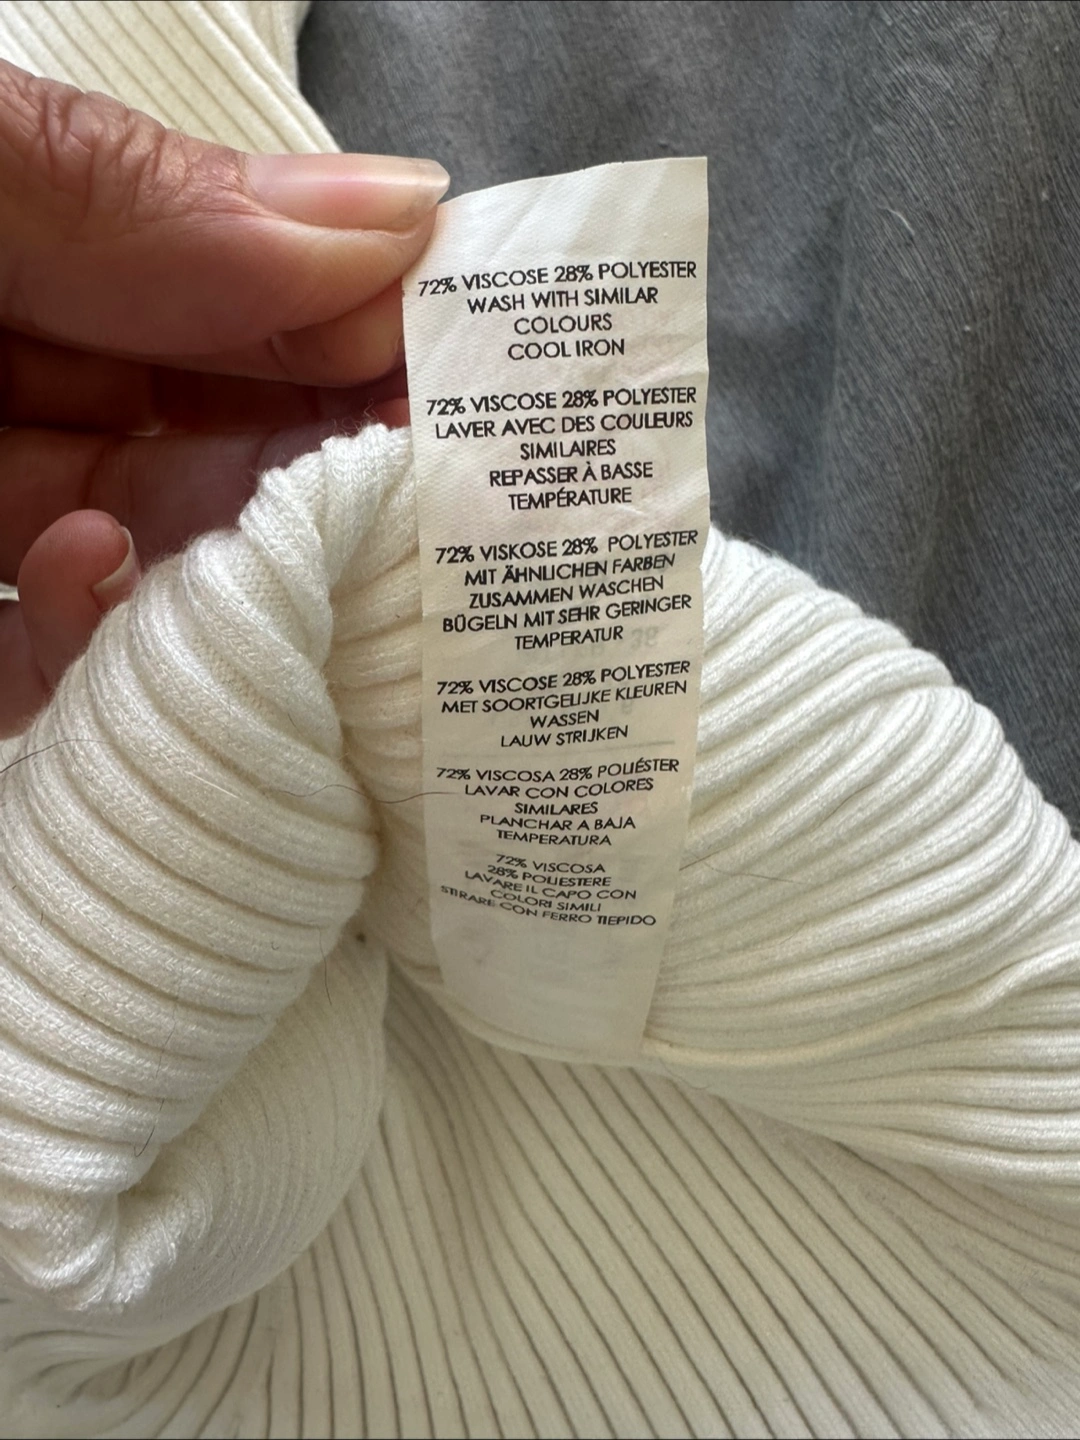 72% VISCOSE 28% POLYESTER
WASH WITH SIMILAR
COLOURS
COOL IRON
72% VISCOSE 28% POLYESTER
LAVER AVEC DES COULEURS
SIMILAIRES
REPASSER À BASSE
TEMPÉRATURE
72% VISKOSE 28% POLYESTER
MIT ÄHNLICHEN FARBEN
ZUSAMMEN WASCHEN
BÜGELN MIT SEHR GERINGER
TEMPERATUR
72% VISCOSE 28% POLYESTER
MET SOORTGELIJKE KLEUREN
WASSEN
LAUW STRIJKEN
72% VISCOSA 28% POLIÉSTER
LAVAR CON COLORES
SIMILARES
PLANCHAR A BAJA
TEMPERATURA
72% VISCOSA
28% POLIESTERE
LAVARE IL CAPO CON
COLORI SIMILI
STIRARE CON FERRO TIEPIDO